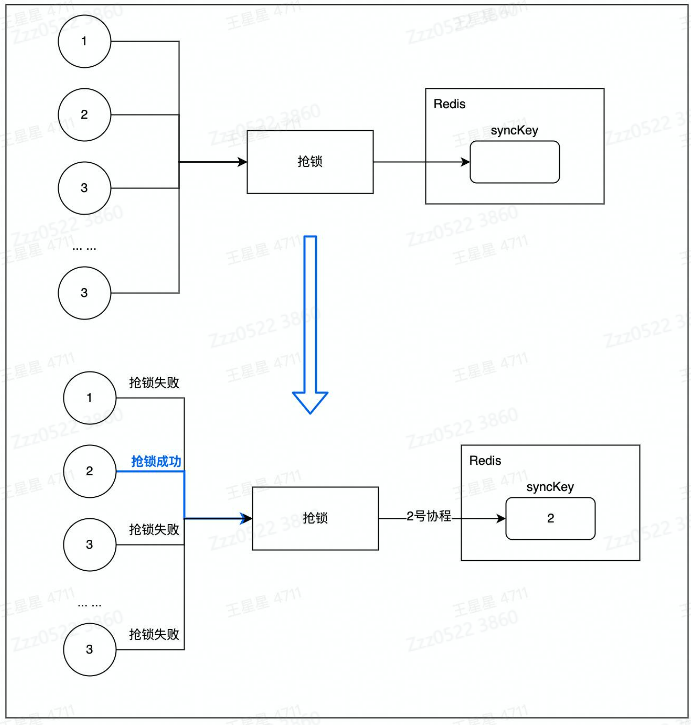 1
2
3
... ...
3
抢锁
Redis
syncKey
1
抢锁失败
2
抢锁成功
3
抢锁失败
... ...
3
抢锁失败
抢锁
2号协程
Redis
syncKey
2
王星星 4711
Zzz0522 3860